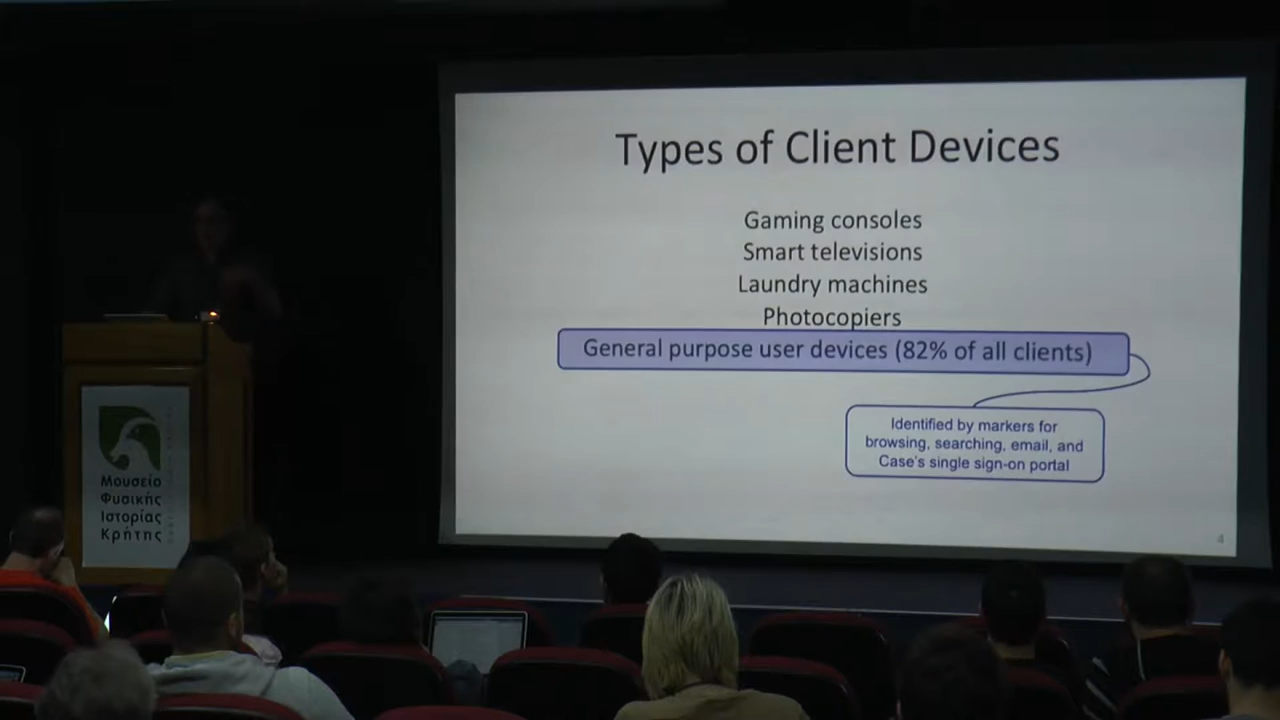 Types of Client Devices
Gaming consoles
Smart televisions
Laundry machines
Photocopiers
General purpose user devices (82% of all clients)
Identified by markers for
browsing, searching, email, and
Case's single sign-on portal
4
Μουσείο
Φυσικής
Ιστορίας
Κρήτης